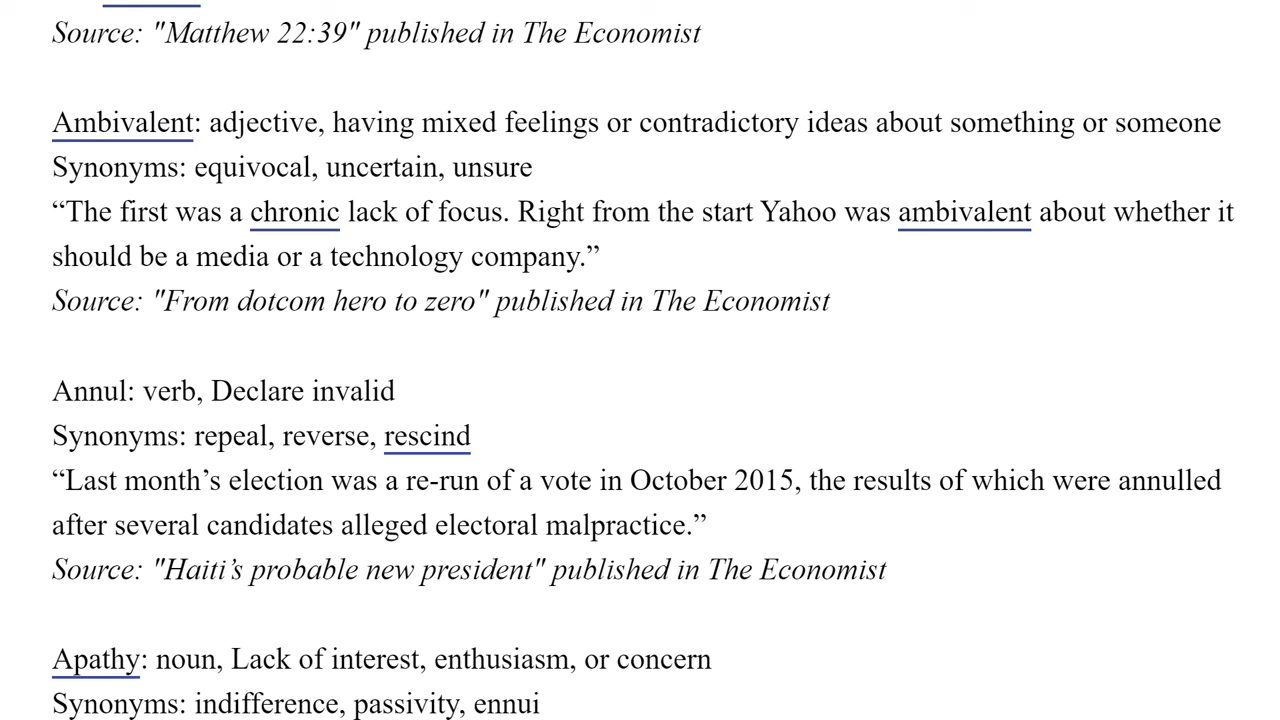 Source: "Matthew 22:39" published in The Economist
Ambivalent: adjective, having mixed feelings or contradictory ideas about something or someone
Synonyms: equivocal, uncertain, unsure
“The first was a chronic lack of focus. Right from the start Yahoo was ambivalent about whether it
should be a media or a technology company.”
Source: "From dotcom hero to zero" published in The Economist
Annul: verb, Declare invalid
Synonyms: repeal, reverse, rescind
“Last month’s election was a re-run of a vote in October 2015, the results of which were annulled
after several candidates alleged electoral malpractice.”
Source: "Haiti’s probable new president" published in The Economist
Apathy: noun, Lack of interest, enthusiasm, or concern
Synonyms: indifference, passivity, ennui